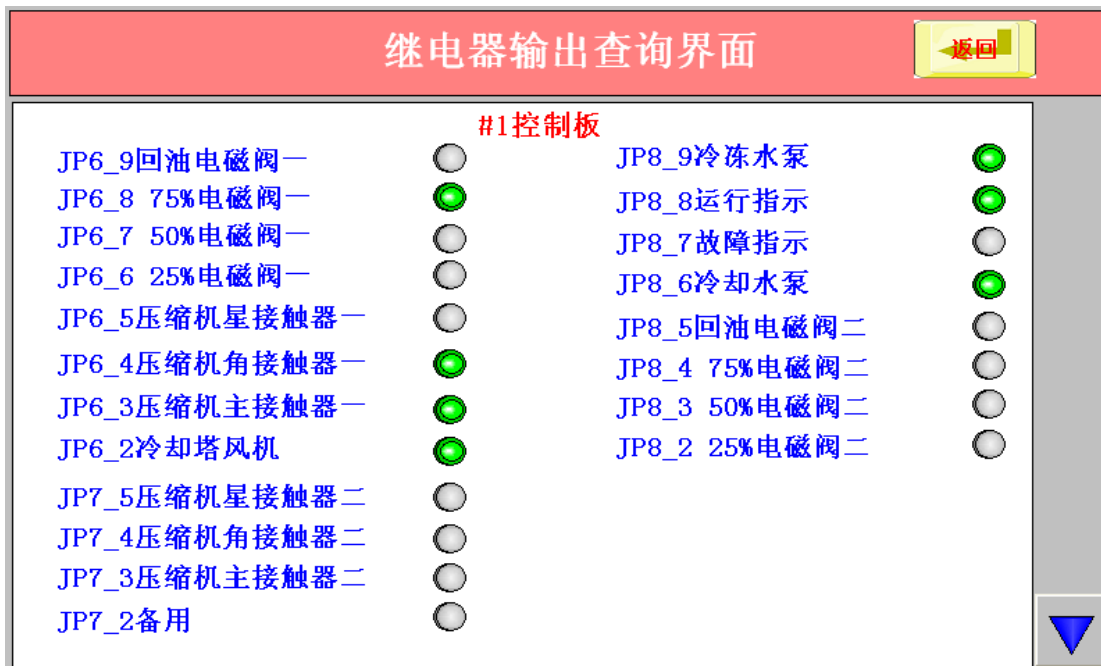 继电器输出查询界面
返回
#1控制板
JP6_9回油电磁阀一
JP6_8 75%电磁阀一
JP6_7 50%电磁阀一
JP6_6 25%电磁阀一
JP6_5压缩机星接触器一
JP6_4压缩机角接触器一
JP6_3压缩机主接触器一
JP6_2冷却塔风机
JP7_5压缩机星接触器二
JP7_4压缩机角接触器二
JP7_3压缩机主接触器二
JP7_2备用
JP8_9冷冻水泵
JP8_8运行指示
JP8_7故障指示
JP8_6冷却水泵
JP8_5回油电磁阀二
JP8_4 75%电磁阀二
JP8_3 50%电磁阀二
JP8_2 25%电磁阀二